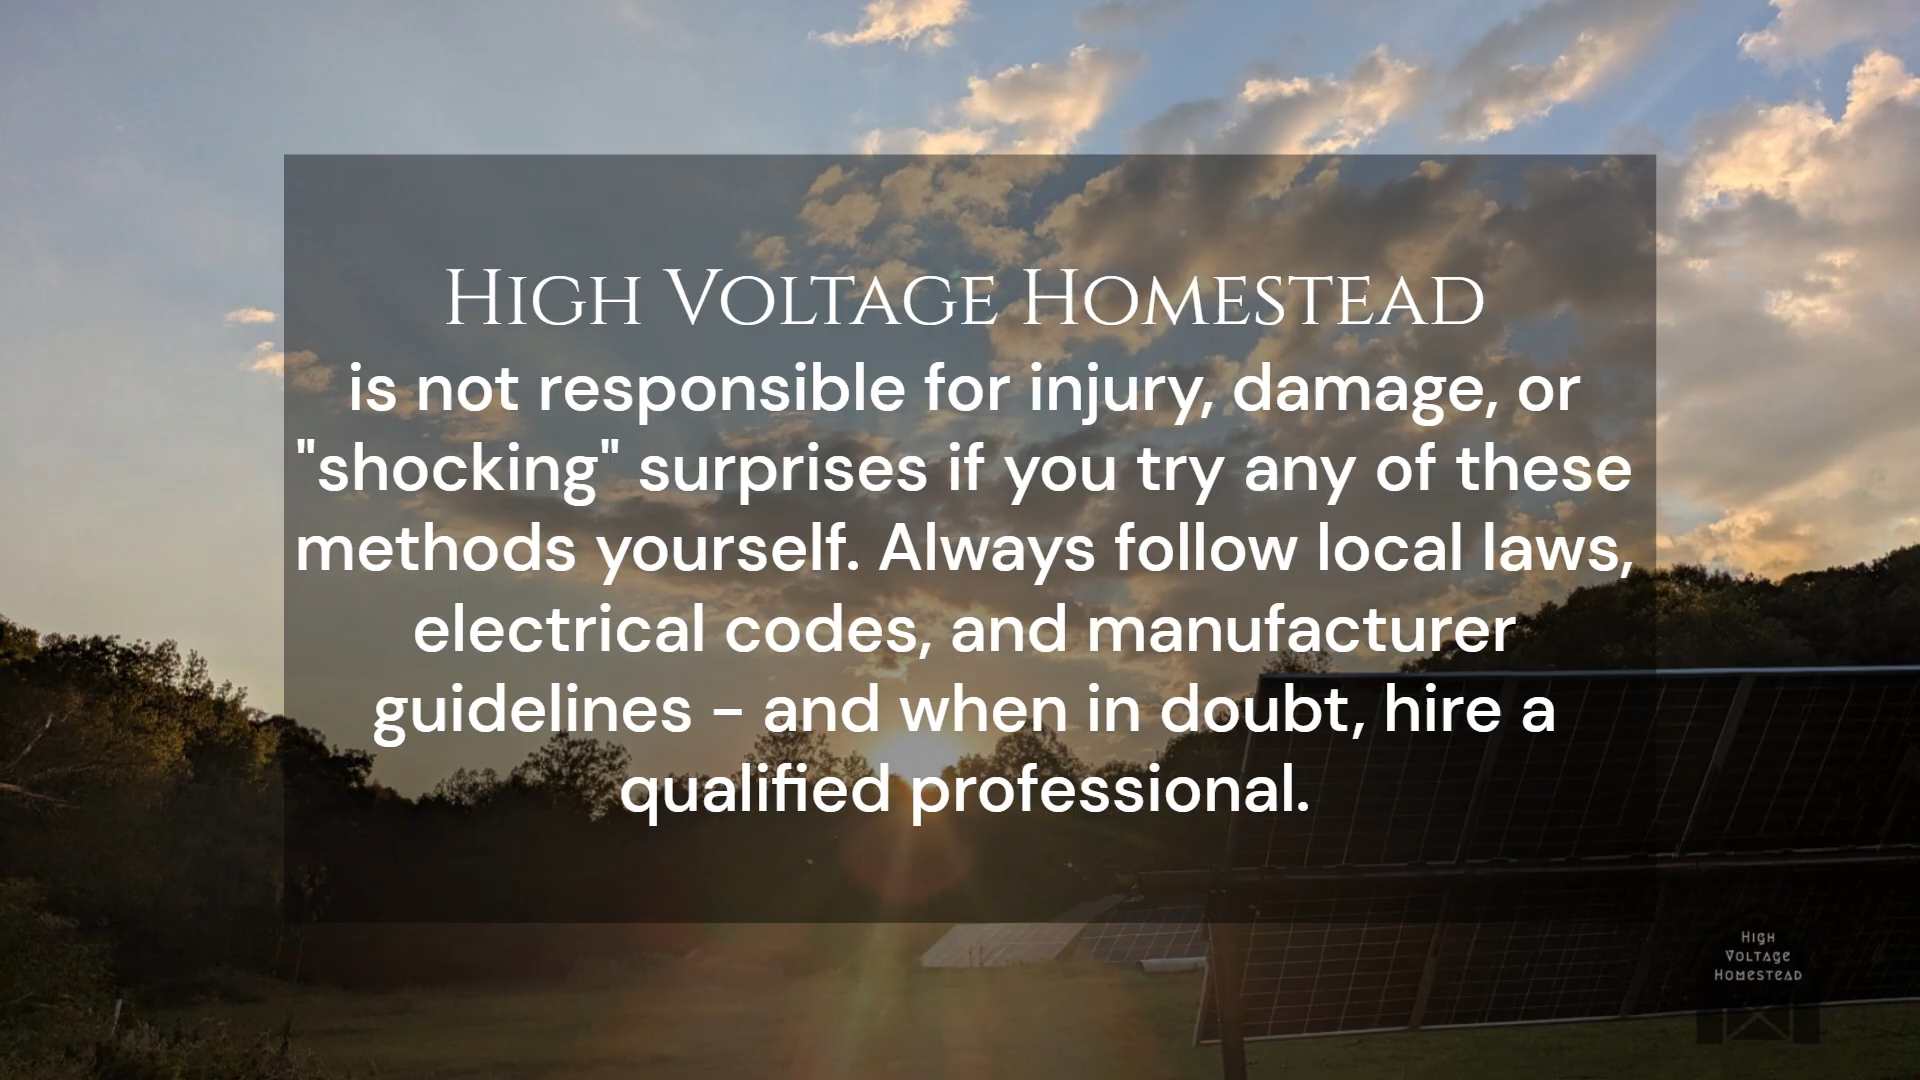 High Voltage Homestead
is not responsible for injury, damage, or
"shocking" surprises if you try any of these
methods yourself. Always follow local laws,
electrical codes, and manufacturer
guidelines - and when in doubt, hire a
qualified professional.
High
Voltage
Homestead